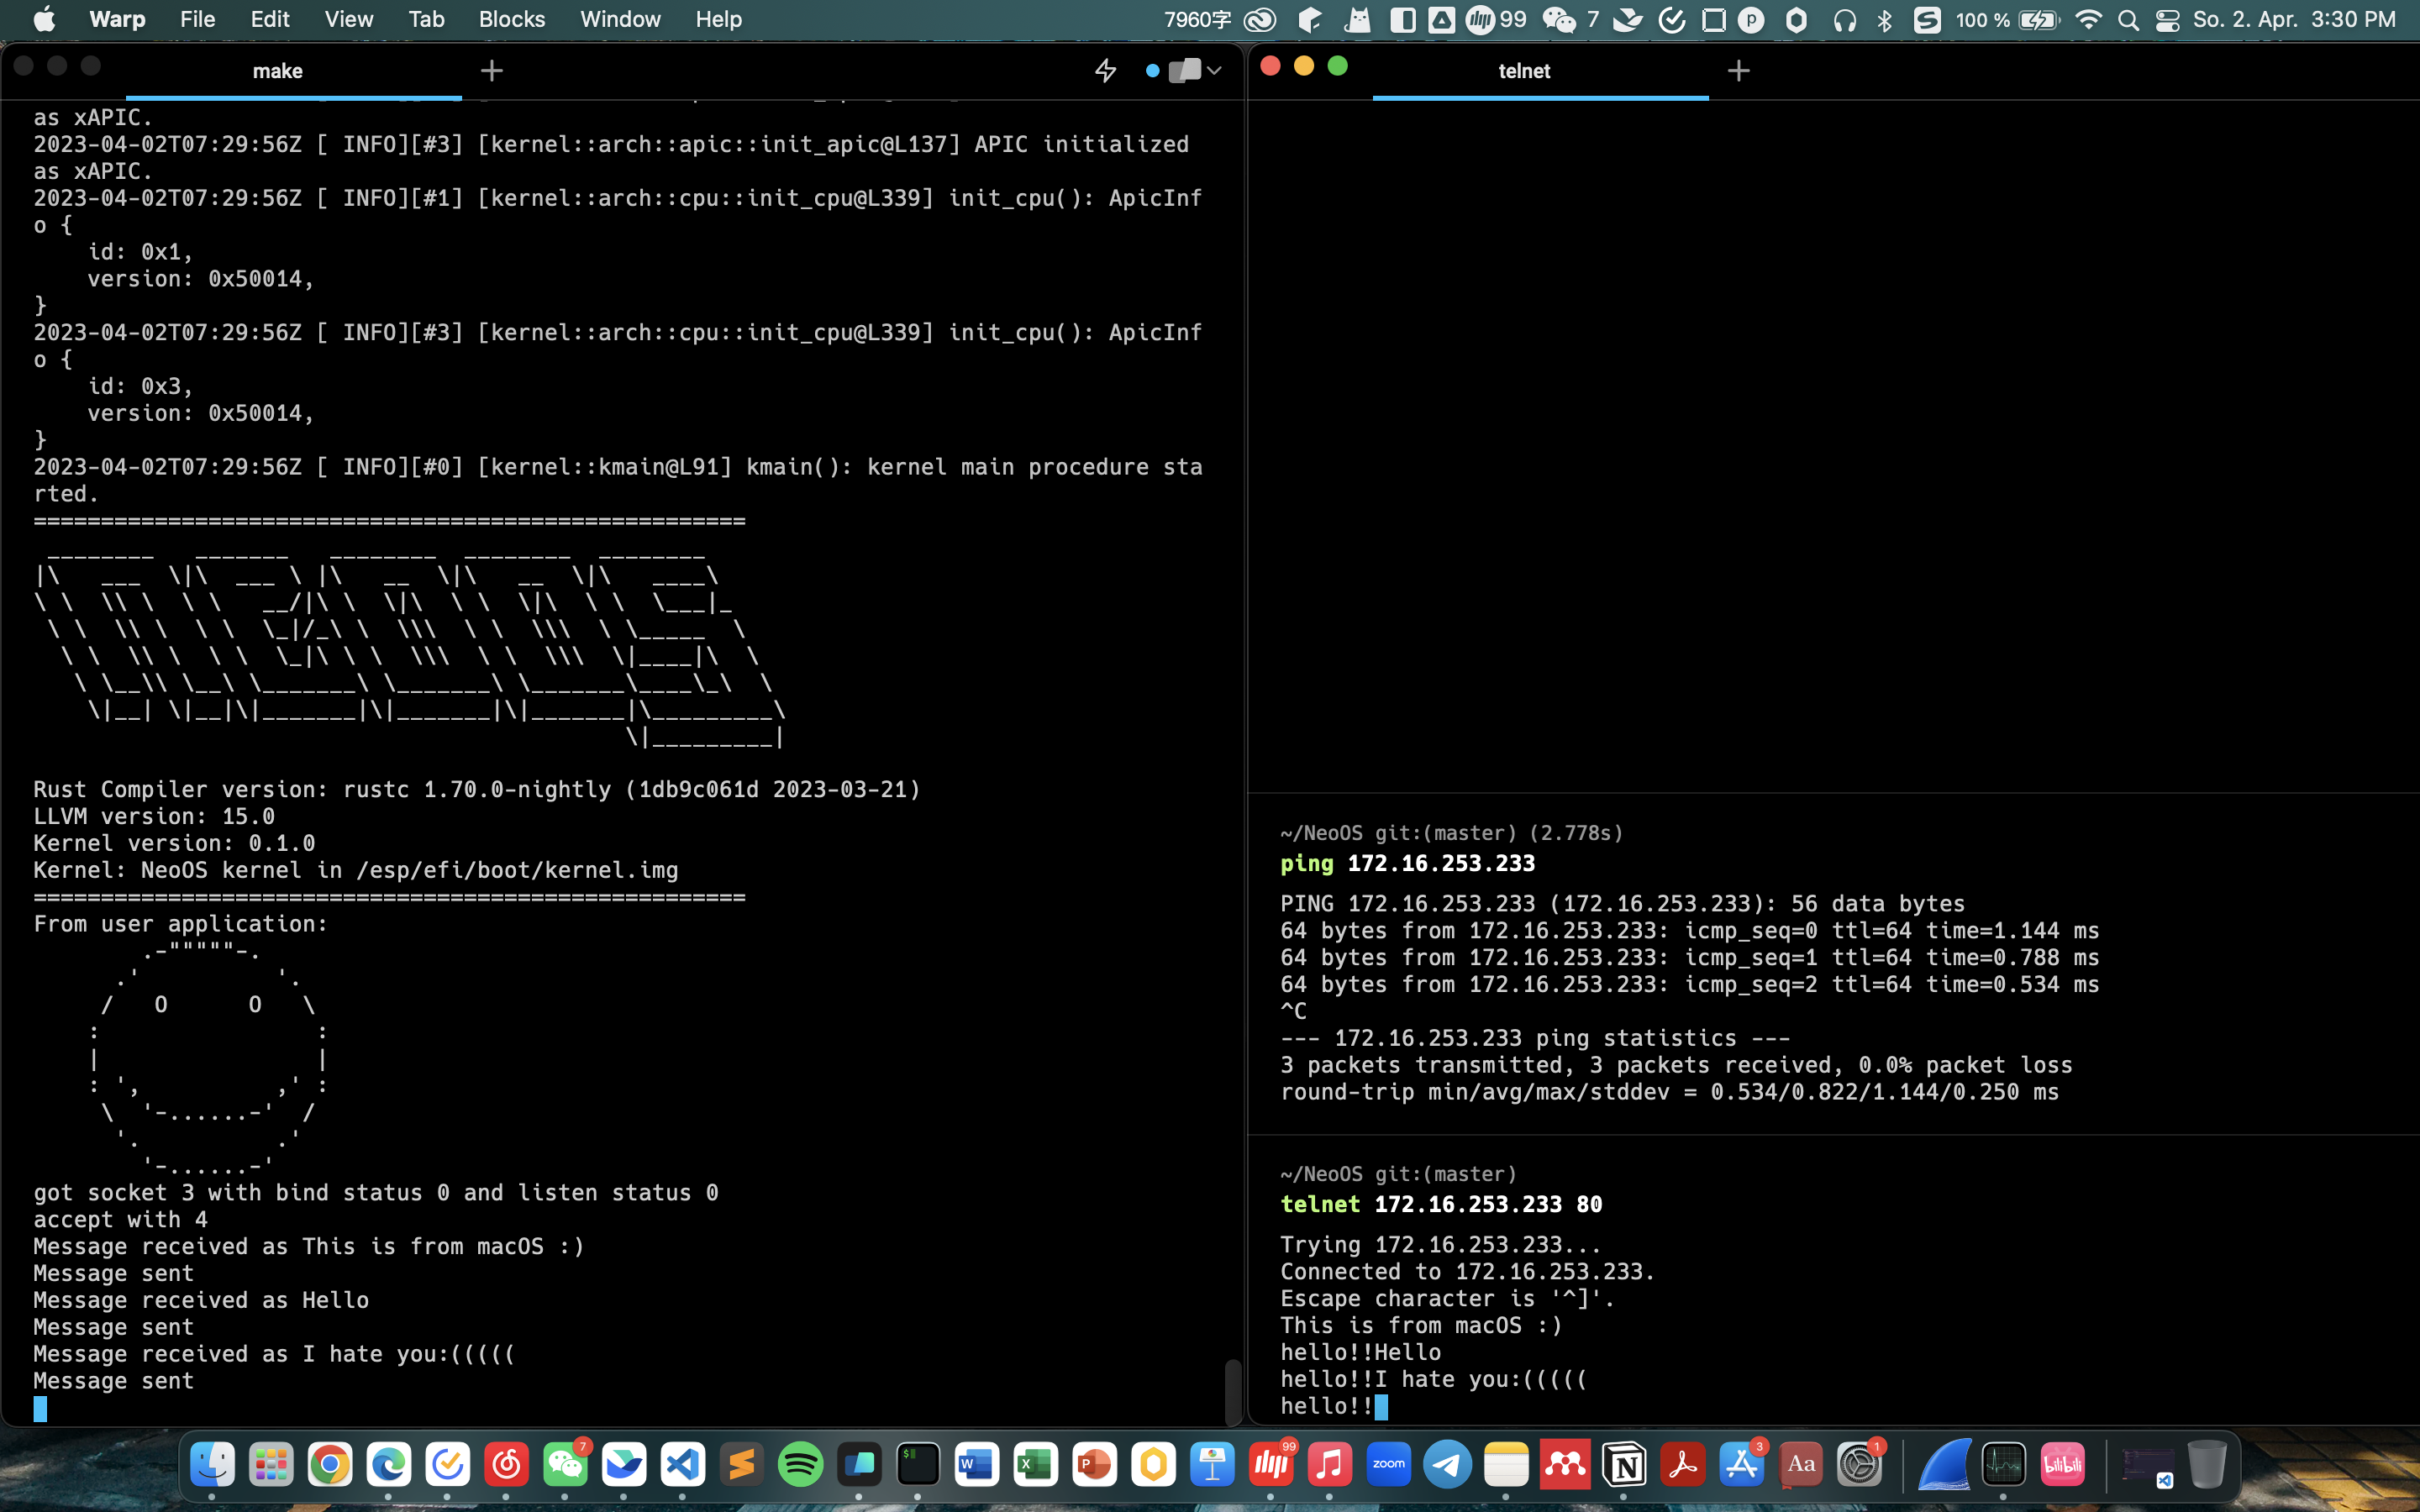 Warp File Edit View Tab Blocks Window Help 7960字 99 7 100 % So. 2. Apr. 3:30 PM
make
telnet
as xAPIC.
2023-04-02T07:29:56Z [ INFO][#3] [kernel::arch::apic::init_apic@L137] APIC initialized
as xAPIC.
2023-04-02T07:29:56Z [ INFO][#1] [kernel::arch::cpu::init_cpu@L339] init_cpu(): ApicInf
o {
    id: 0x1,
    version: 0x50014,
}
2023-04-02T07:29:56Z [ INFO][#3] [kernel::arch::cpu::init_cpu@L339] init_cpu(): ApicInf
o {
    id: 0x3,
    version: 0x50014,
}
2023-04-02T07:29:56Z [ INFO][#0] [kernel::kmain@L91] kmain(): kernel main procedure sta
rted.
=====================================================
Rust Compiler version: rustc 1.70.0-nightly (1db9c061d 2023-03-21)
LLVM version: 15.0
Kernel version: 0.1.0
Kernel: NeoOS kernel in /esp/efi/boot/kernel.img
=====================================================
From user application:
got socket 3 with bind status 0 and listen status 0
accept with 4
Message received as This is from macOS :)
Message sent
Message received as Hello
Message sent
Message received as I hate you:(((((
Message sent
~/NeoOS git:(master) (2.778s)
ping 172.16.253.233
PING 172.16.253.233 (172.16.253.233): 56 data bytes
64 bytes from 172.16.253.233: icmp_seq=0 ttl=64 time=1.144 ms
64 bytes from 172.16.253.233: icmp_seq=1 ttl=64 time=0.788 ms
64 bytes from 172.16.253.233: icmp_seq=2 ttl=64 time=0.534 ms
^C
--- 172.16.253.233 ping statistics ---
3 packets transmitted, 3 packets received, 0.0% packet loss
round-trip min/avg/max/stddev = 0.534/0.822/1.144/0.250 ms
~/NeoOS git:(master)
telnet 172.16.253.233 80
Trying 172.16.253.233...
Connected to 172.16.253.233.
Escape character is '^]'.
This is from macOS :)
hello!!Hello
hello!!I hate you:(((((
hello!!
7 99 zoom 3 Aa 1 bilibili